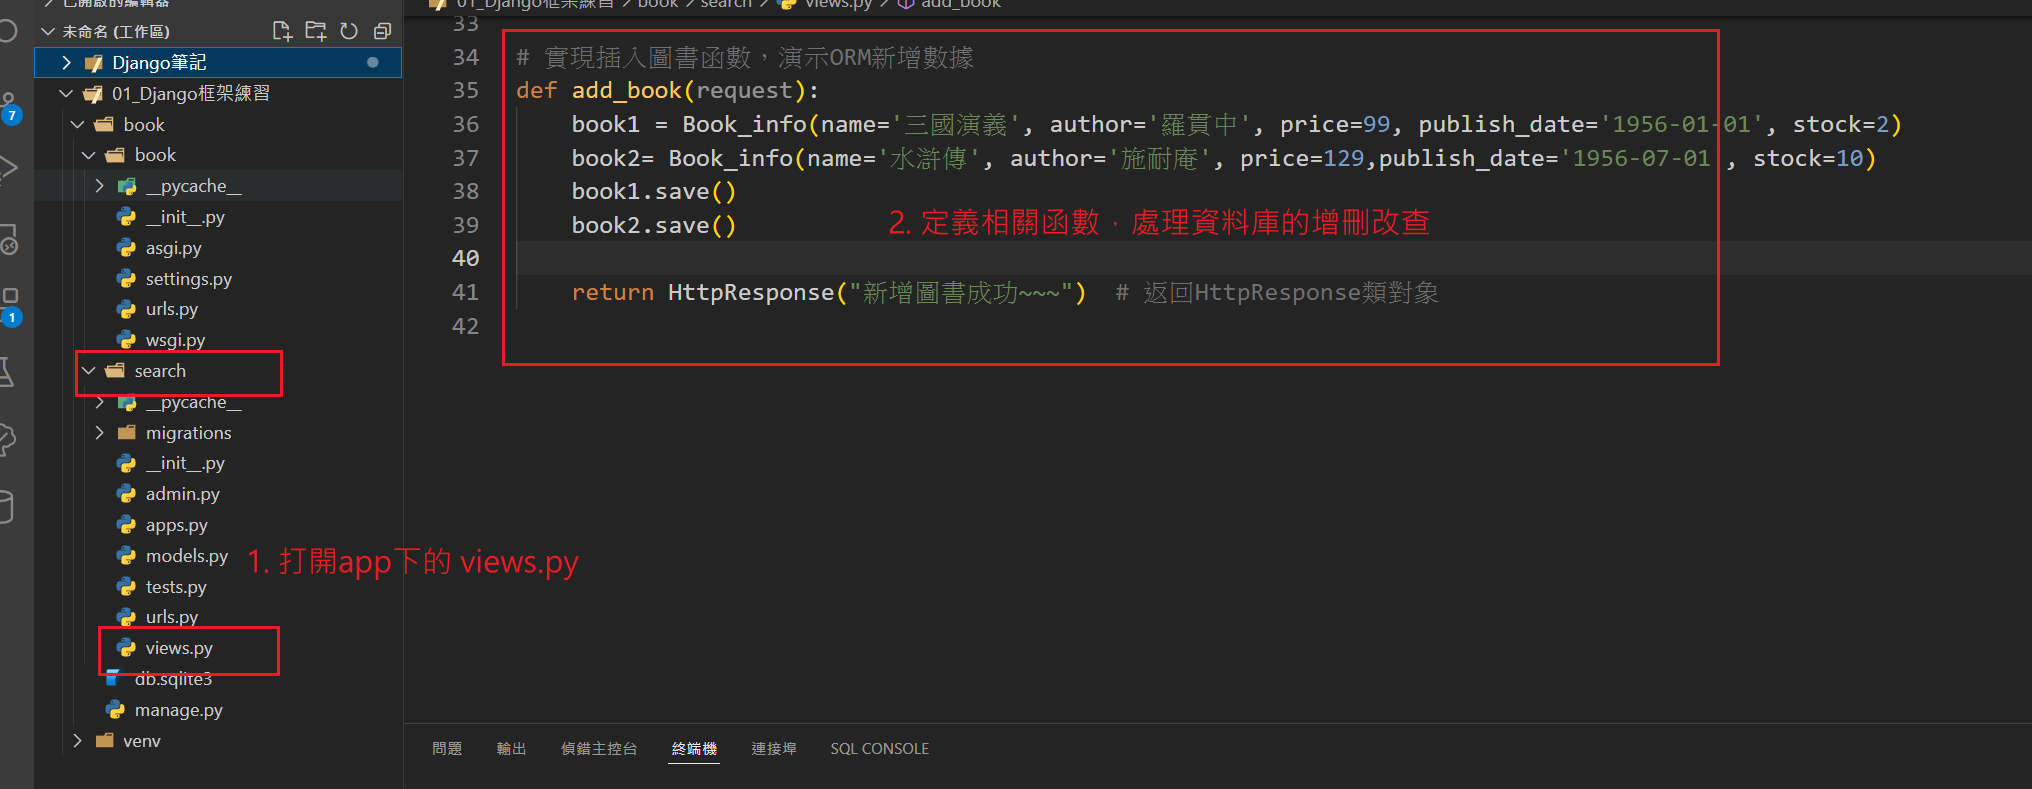 已開啟的編輯器
01_Django框架練習 > book > search > views.py > add_book
未命名 (工作區)
Django筆記
01_Django框架練習
book
book
__pycache__
__init__.py
asgi.py
settings.py
urls.py
wsgi.py
search
__pycache__
migrations
__init__.py
admin.py
apps.py
models.py
tests.py
urls.py
views.py
db.sqlite3
manage.py
venv
7
1
1. 打開app下的 views.py
33
34 # 實現插入圖書函數，演示ORM新增數據
35 def add_book(request):
36 book1 = Book_info(name='三國演義', author='羅貫中', price=99, publish_date='1956-01-01', stock=2)
37 book2= Book_info(name='水滸傳', author='施耐庵', price=129,publish_date='1956-07-01', stock=10)
38 book1.save()
39 book2.save()
2. 定義相關函數，處理資料庫的增刪改查
40
41 return HttpResponse("新增圖書成功~~~") # 返回HttpResponse類對象
42
問題 輸出 偵錯主控台 終端機 連接埠 SQL CONSOLE